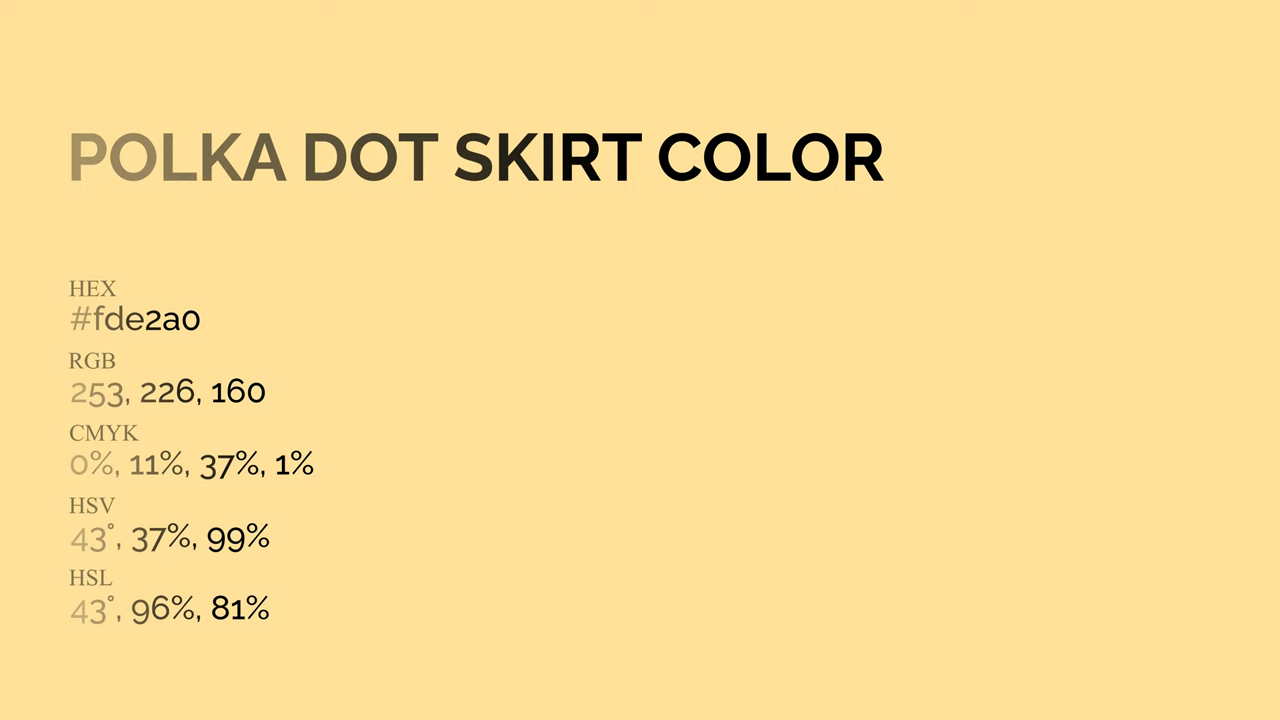 POLKA DOT SKIRT COLOR
HEX
#fde2a0
RGB
253, 226, 160
CMYK
0%, 11%, 37%, 1%
HSV
43°, 37%, 99%
HSL
43°, 96%, 81%